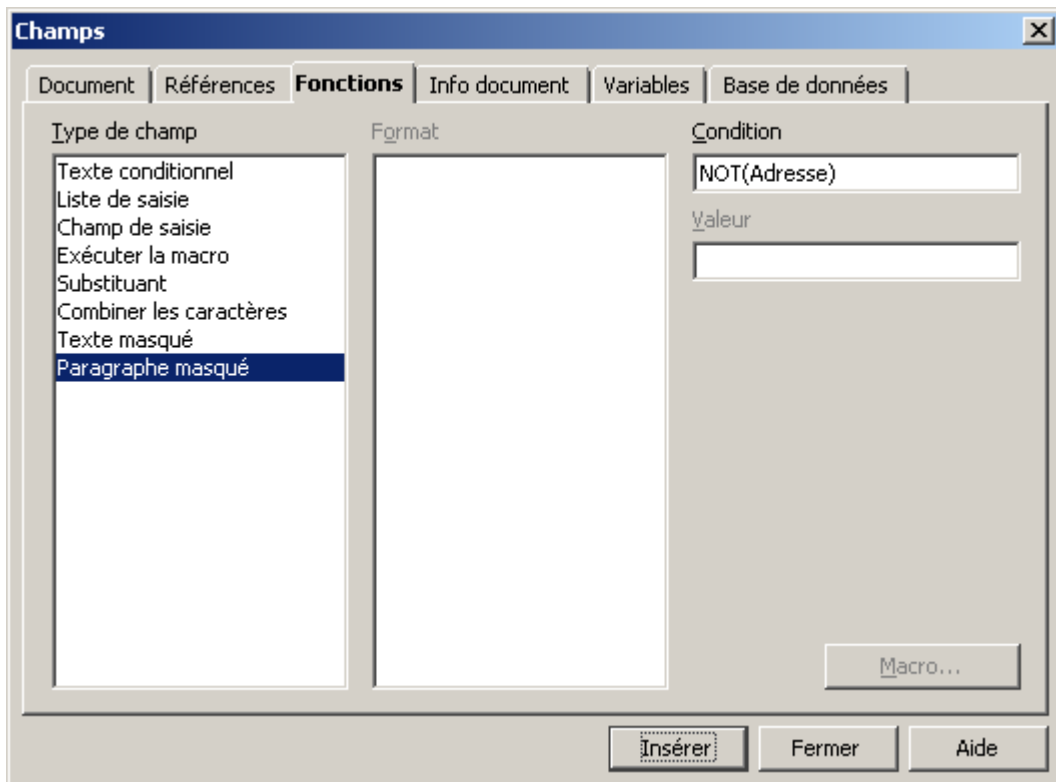 Champs
Document Références Fonctions Info document Variables Base de données
Type de champ
Texte conditionnel
Liste de saisie
Champ de saisie
Exécuter la macro
Substituant
Combiner les caractères
Texte masqué
Paragraphe masqué
Format
Condition
NOT(Adresse)
Valeur
Macro...
Insérer Fermer Aide